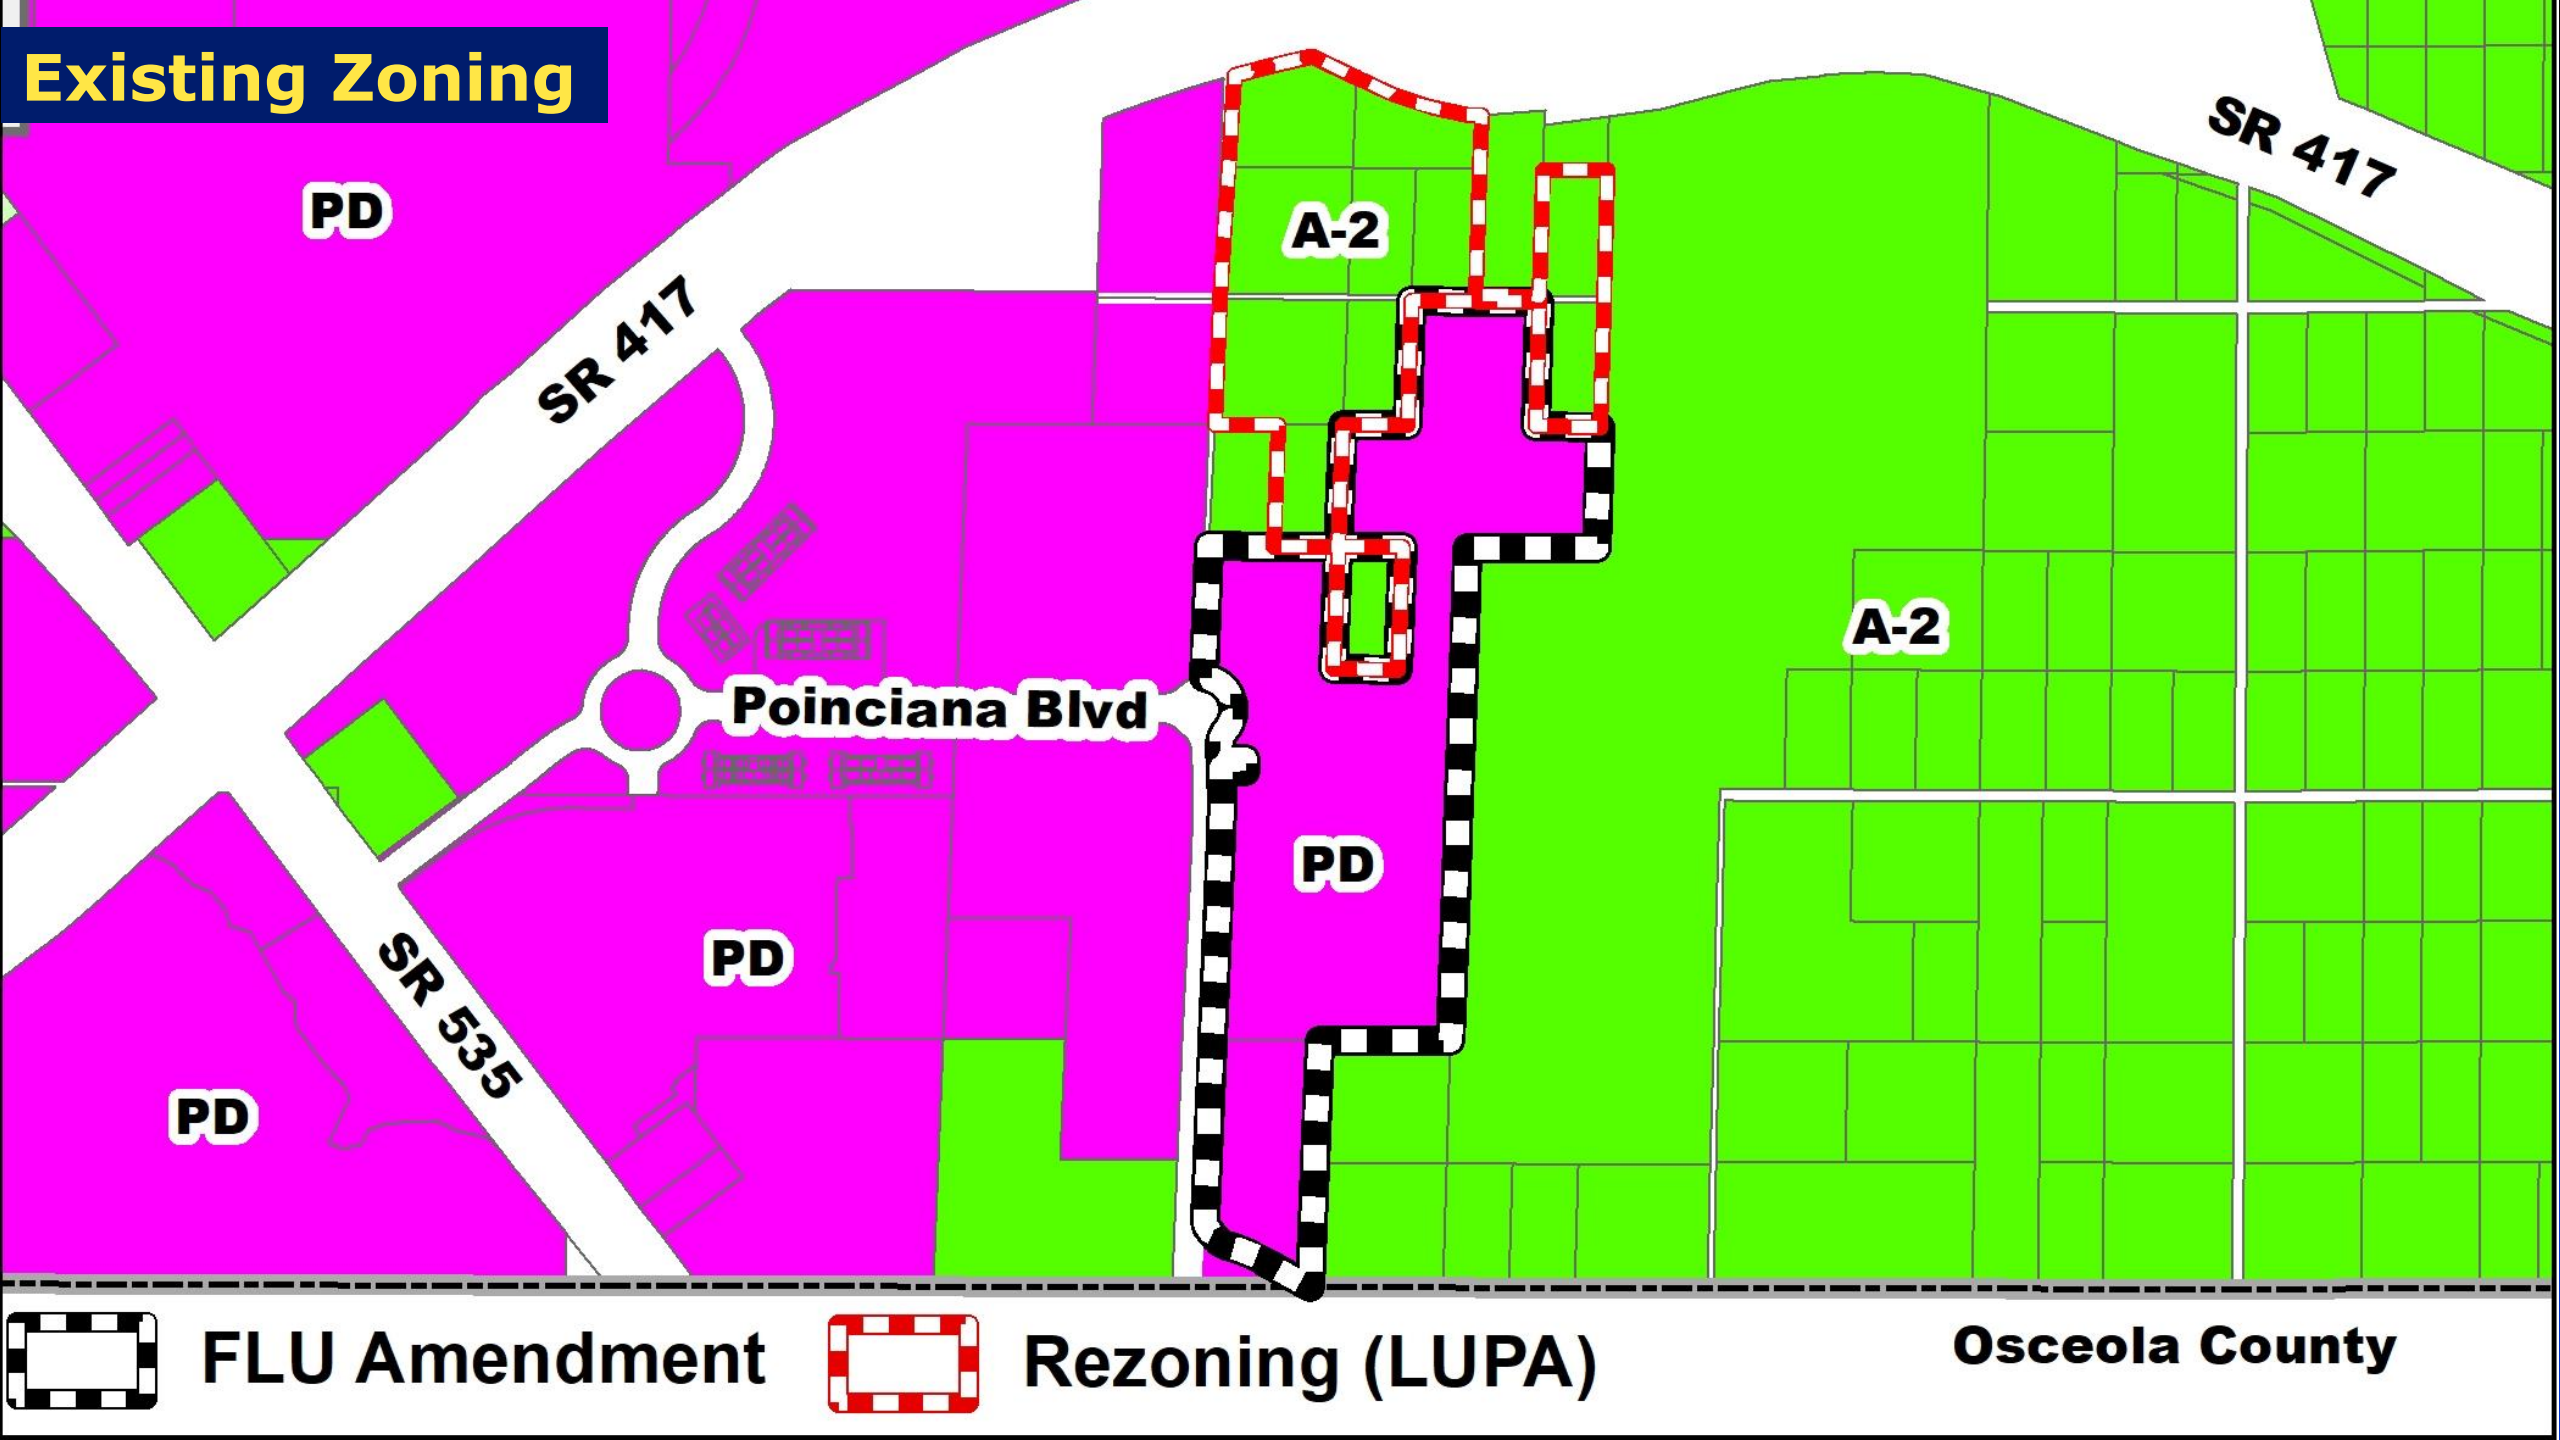 Existing Zoning
SR 417
PD
A-2
SR 417
A-2
Poinciana Blvd
PD
PD
SR 535
PD
FLU Amendment
Rezoning (LUPA)
Osceola County